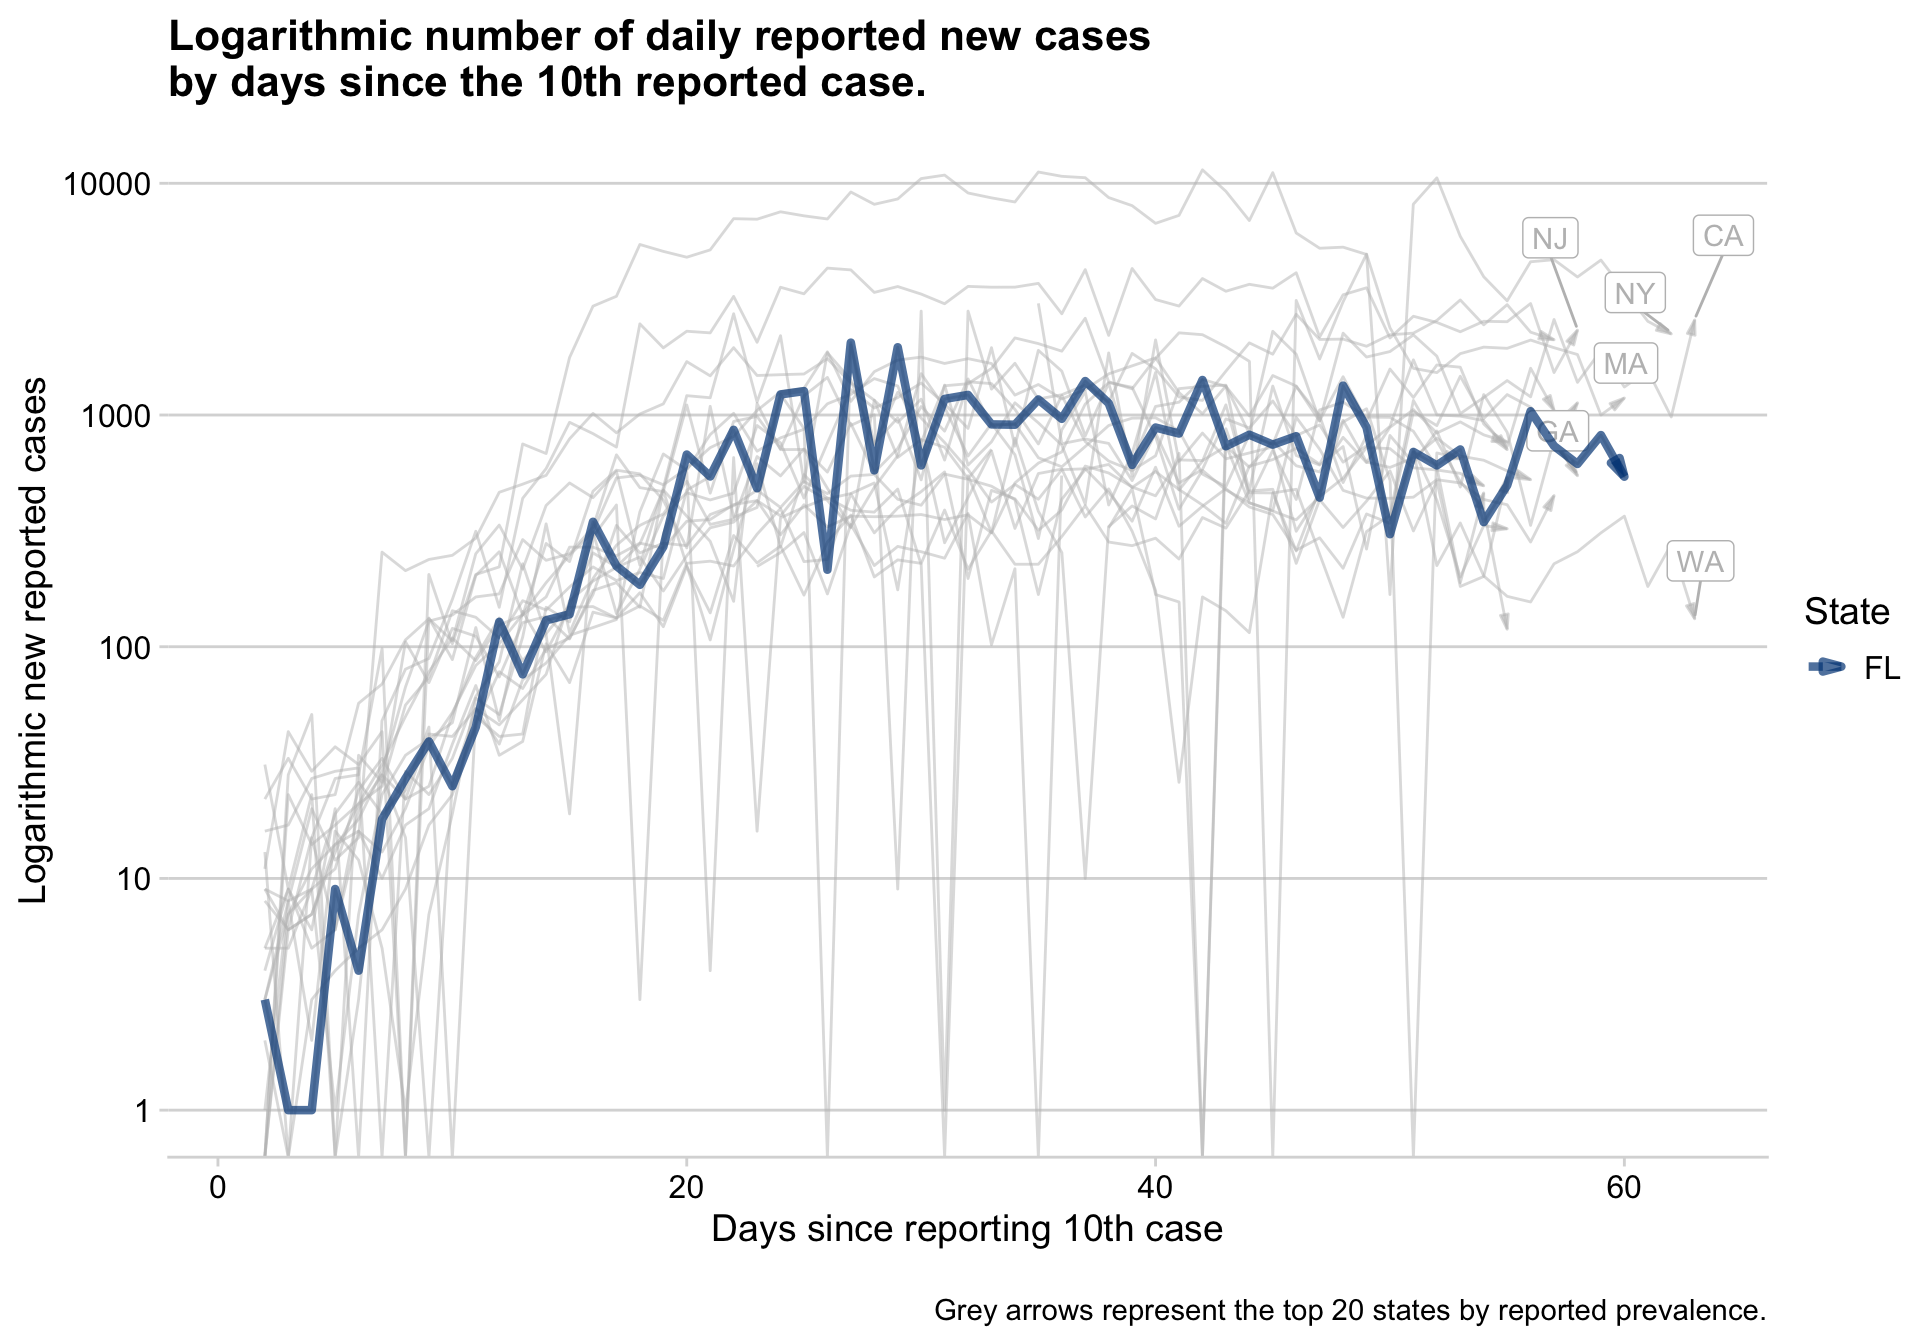 Logarithmic number of daily reported new cases
by days since the 10th reported case.
Logarithmic new reported cases
10000
1000
100
10
1
NJ
CA
NY
MA
GA
WA
State
FL
0
20
40
60
Days since reporting 10th case
Grey arrows represent the top 20 states by reported prevalence.